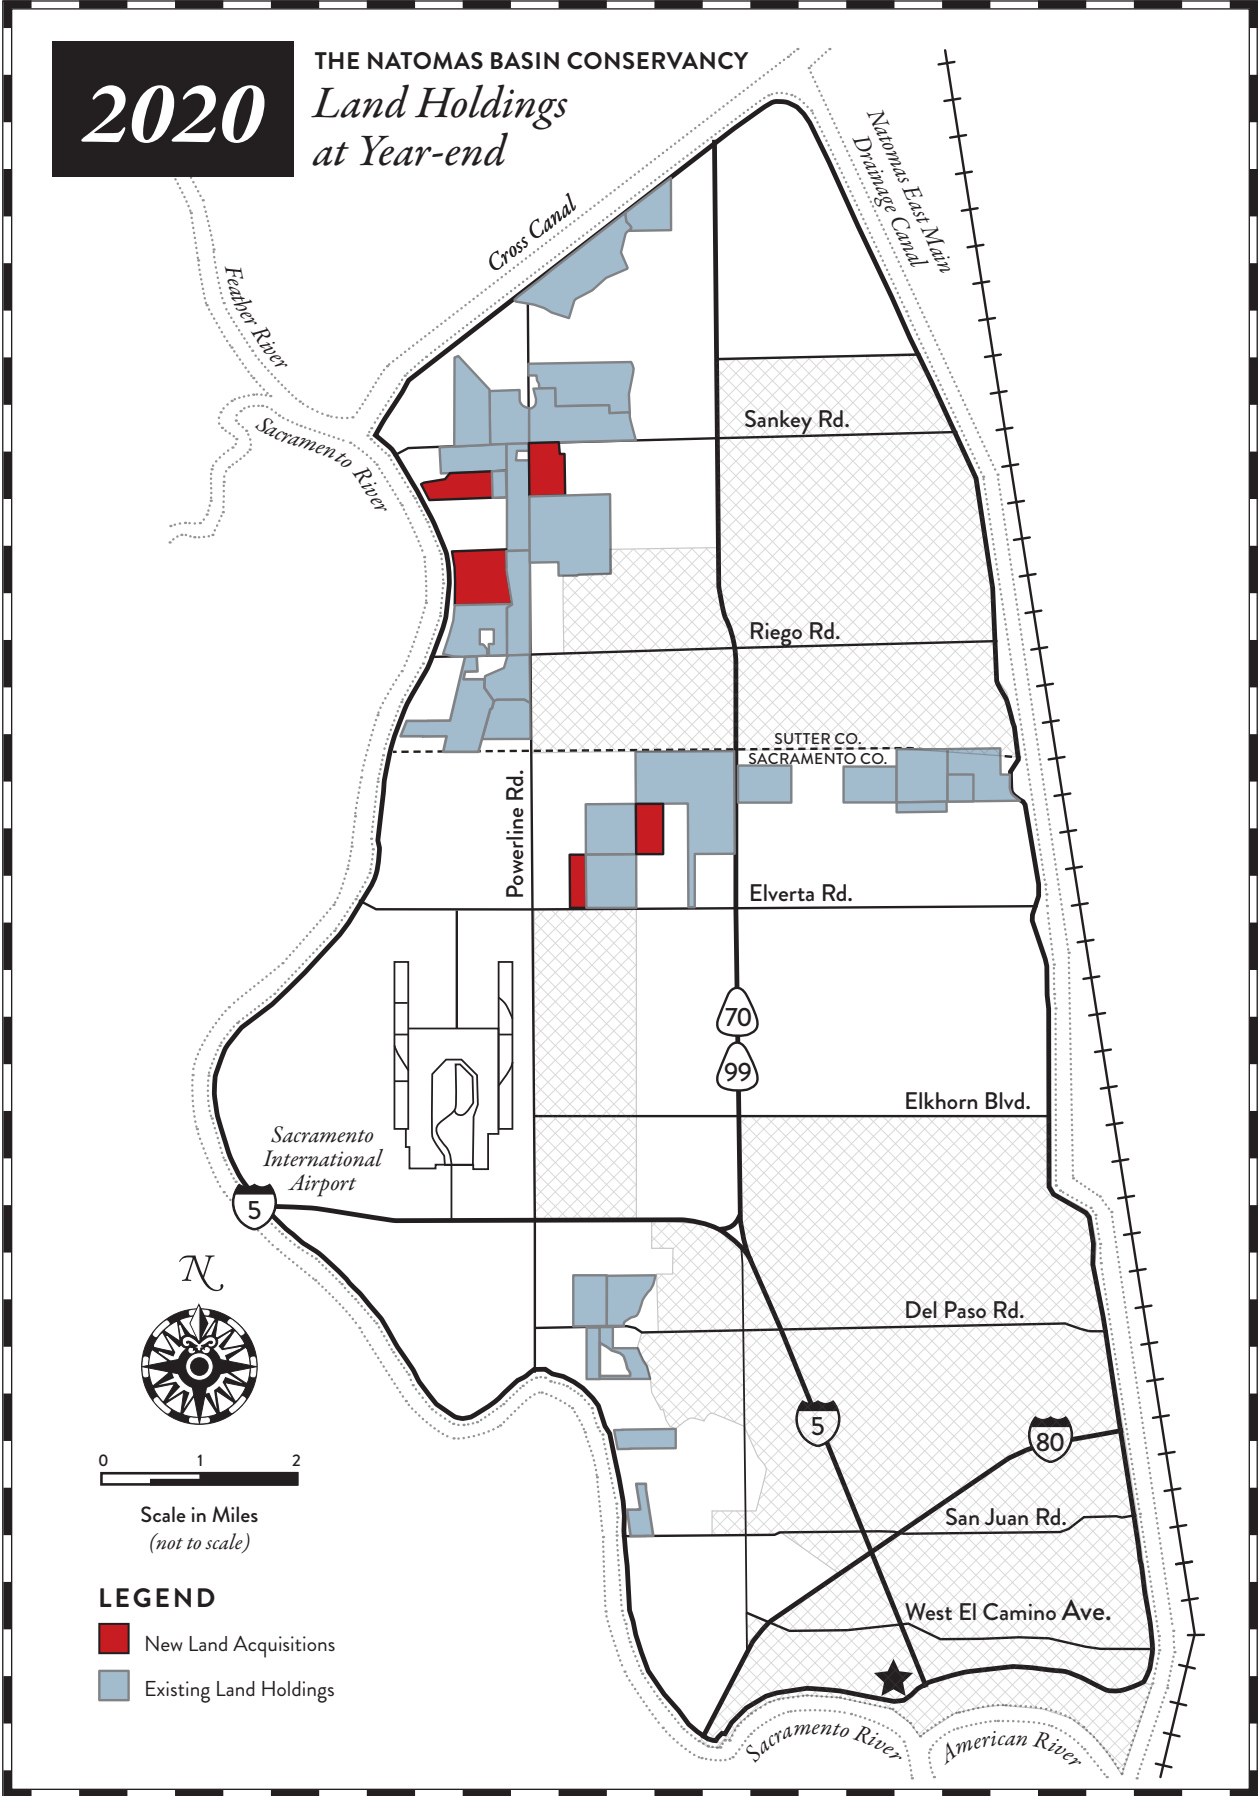 2020
THE NATOMAS BASIN CONSERVANCY
Land Holdings
at Year-end
Natomas East Main
Drainage Canal
Cross Canal
Feather River
Sacramento River
Sankey Rd.
Riego Rd.
SUTTER CO.
SACRAMENTO CO.
Powerline Rd.
Elverta Rd.
70
99
Elkhorn Blvd.
Sacramento
International
Airport
5
N
Del Paso Rd.
5
80
0 1 2
Scale in Miles
(not to scale)
San Juan Rd.
LEGEND
New Land Acquisitions
Existing Land Holdings
West El Camino Ave.
Sacramento River
American River